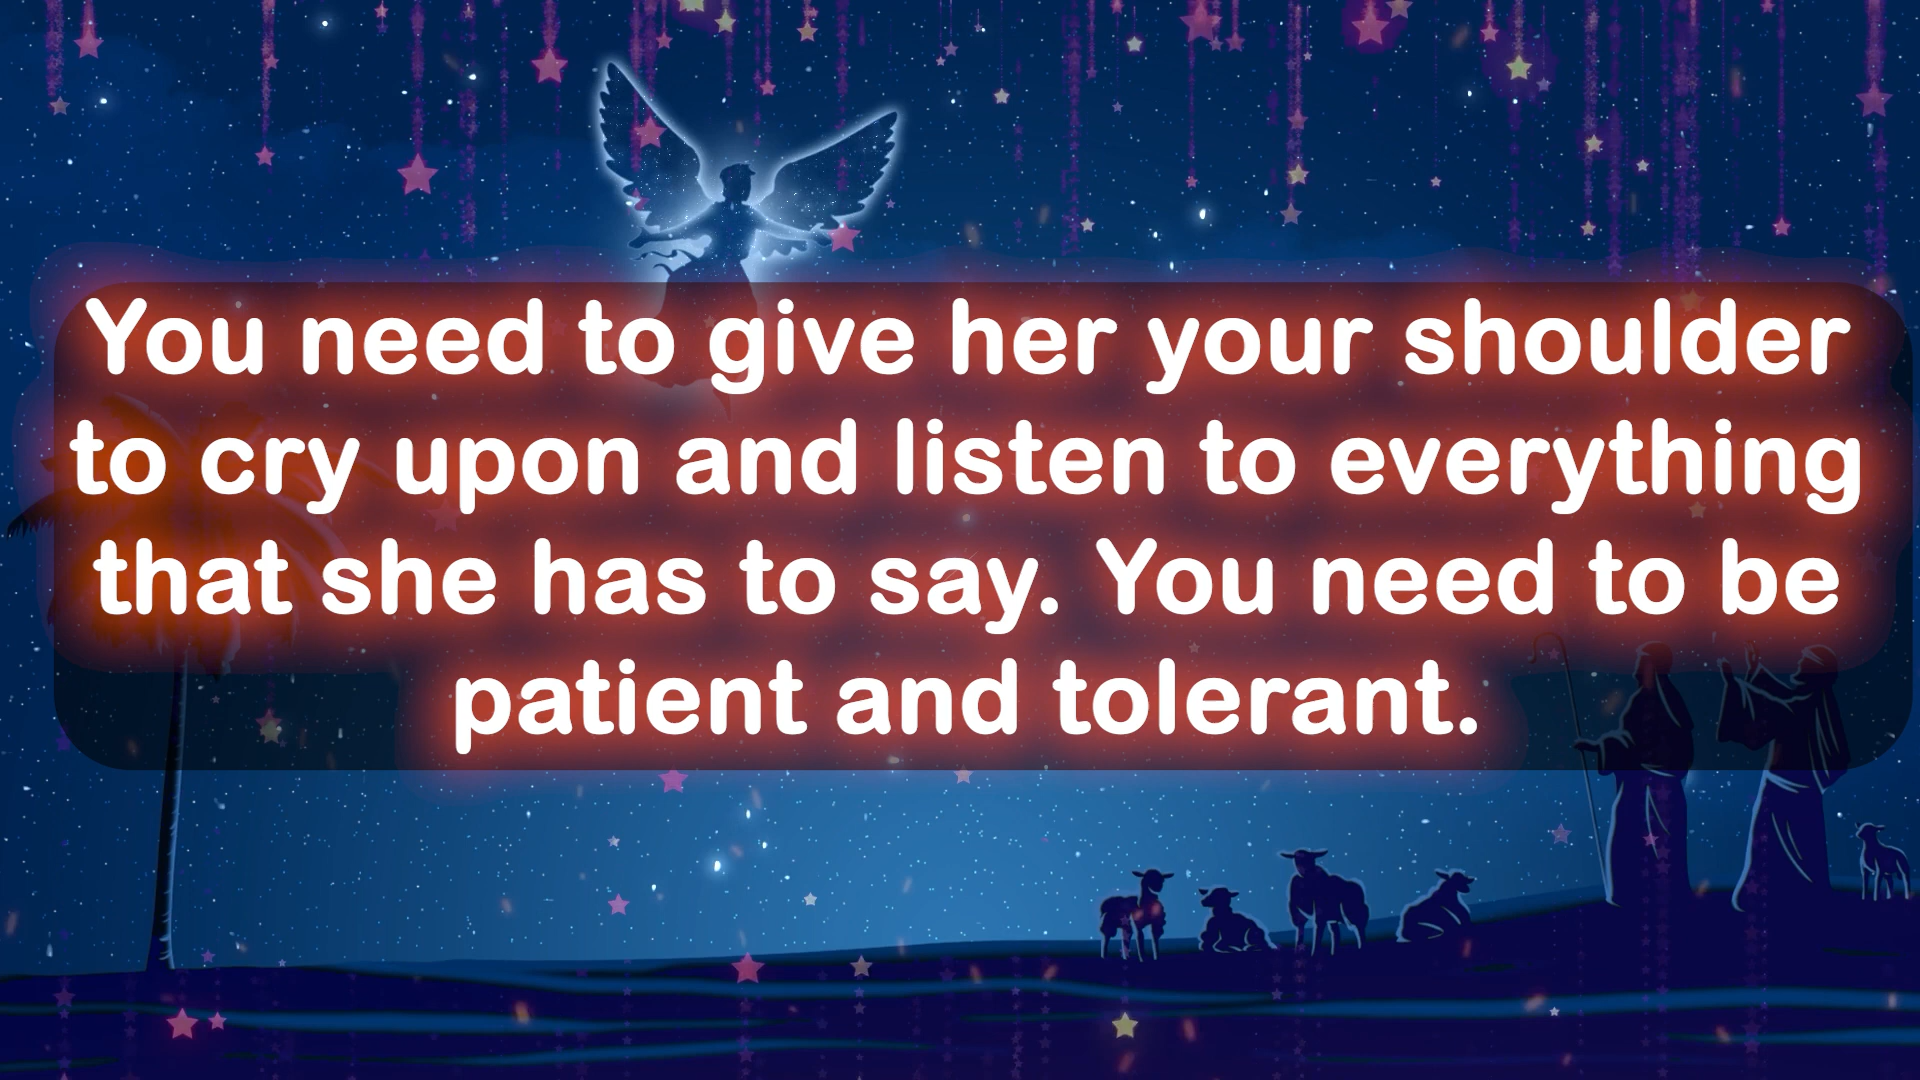 You need to give her your shoulder
to cry upon and listen to everything
that she has to say. You need to be
patient and tolerant.